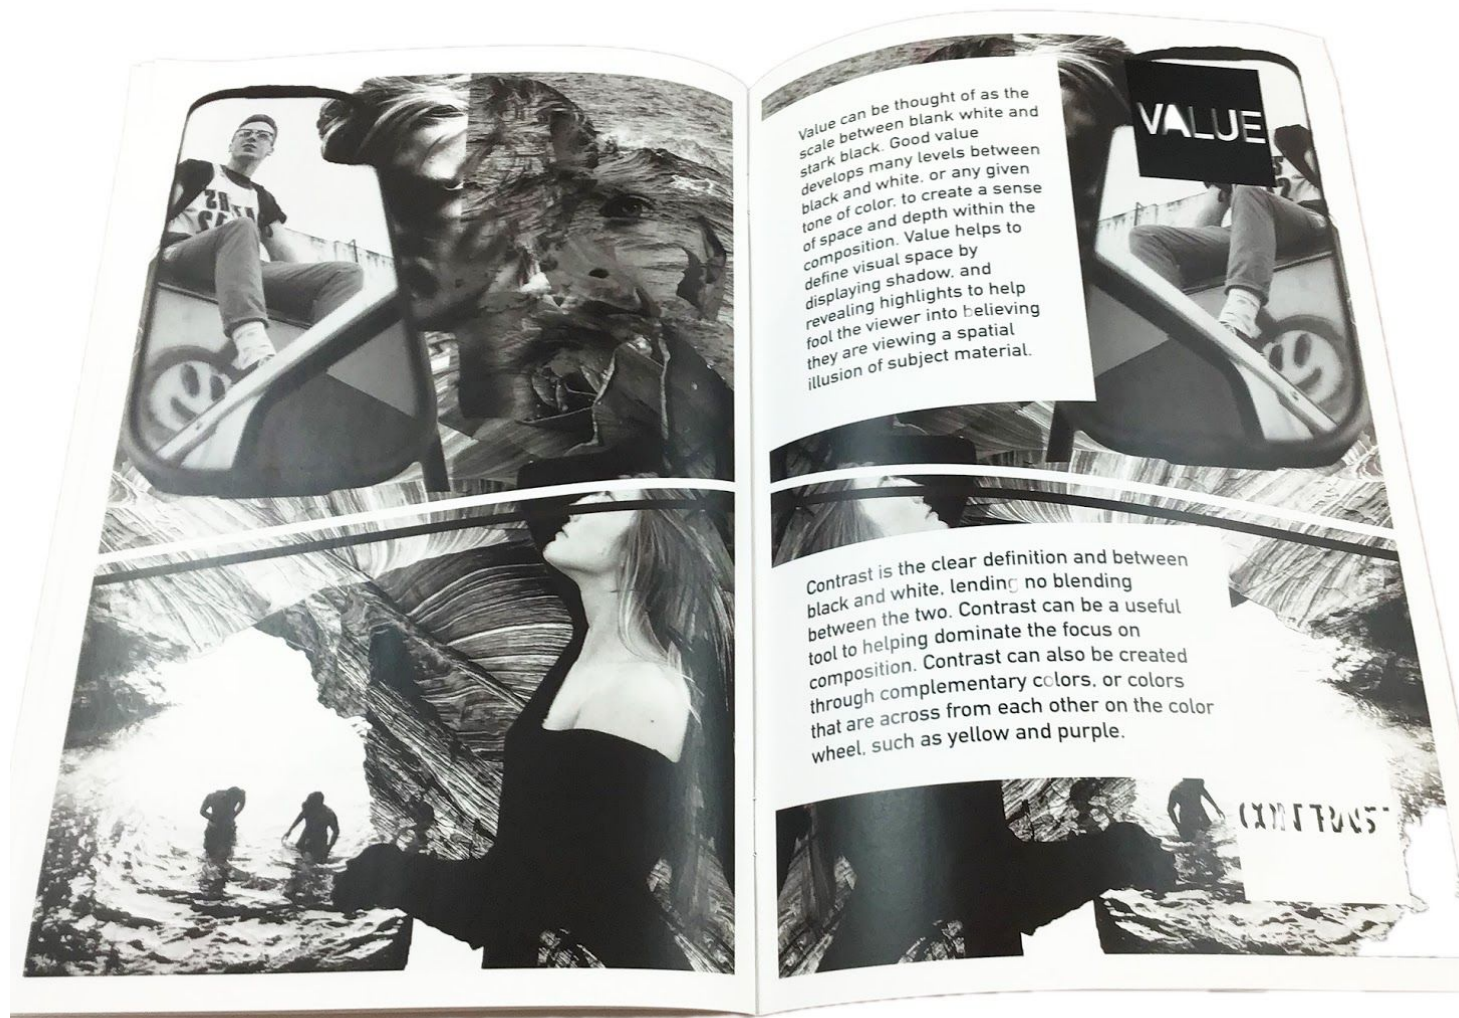 Value can be thought of as the
scale between blank white and
stark black. Good value
develops many levels between
black and white, or any given
tone of color, to create a sense
of space and depth within the
composition. Value helps to
define visual space by
displaying shadow, and
revealing highlights to help
fool the viewer into believing
they are viewing a spatial
illusion of subject material.
VALUE
Contrast is the clear definition and between
black and white, lending no blending
between the two. Contrast can be a useful
tool to helping dominate the focus on
composition. Contrast can also be created
through complementary colors, or colors
that are across from each other on the color
wheel, such as yellow and purple.
CONTRAST